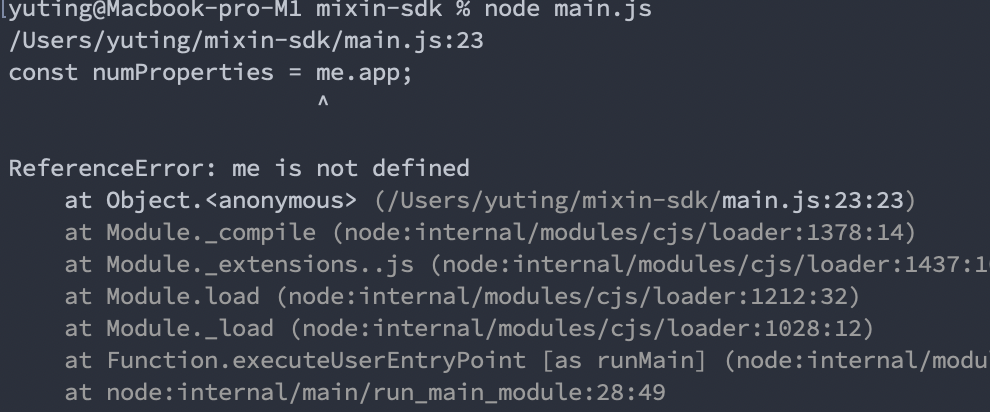 [yuting@Macbook-pro-M1 mixin-sdk % node main.js
/Users/yuting/mixin-sdk/main.js:23
const numProperties = me.app;
^
ReferenceError: me is not defined
at Object.<anonymous> (/Users/yuting/mixin-sdk/main.js:23:23)
at Module._compile (node:internal/modules/cjs/loader:1378:14)
at Module._extensions..js (node:internal/modules/cjs/loader:1437:1
at Module.load (node:internal/modules/cjs/loader:1212:32)
at Module._load (node:internal/modules/cjs/loader:1028:12)
at Function.executeUserEntryPoint [as runMain] (node:internal/modu
at node:internal/main/run_main_module:28:49